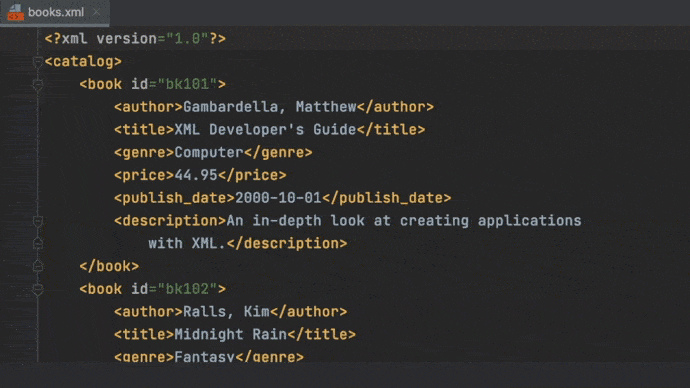 books.xml
<?xml version="1.0"?>
<catalog>
<book id="bk101">
<author>Gambardella, Matthew</author>
<title>XML Developer's Guide</title>
<genre>Computer</genre>
<price>44.95</price>
<publish_date>2000-10-01</publish_date>
<description>An in-depth look at creating applications
with XML.</description>
</book>
<book id="bk102">
<author>Ralls, Kim</author>
<title>Midnight Rain</title>
<genre>Fantasy</genre>